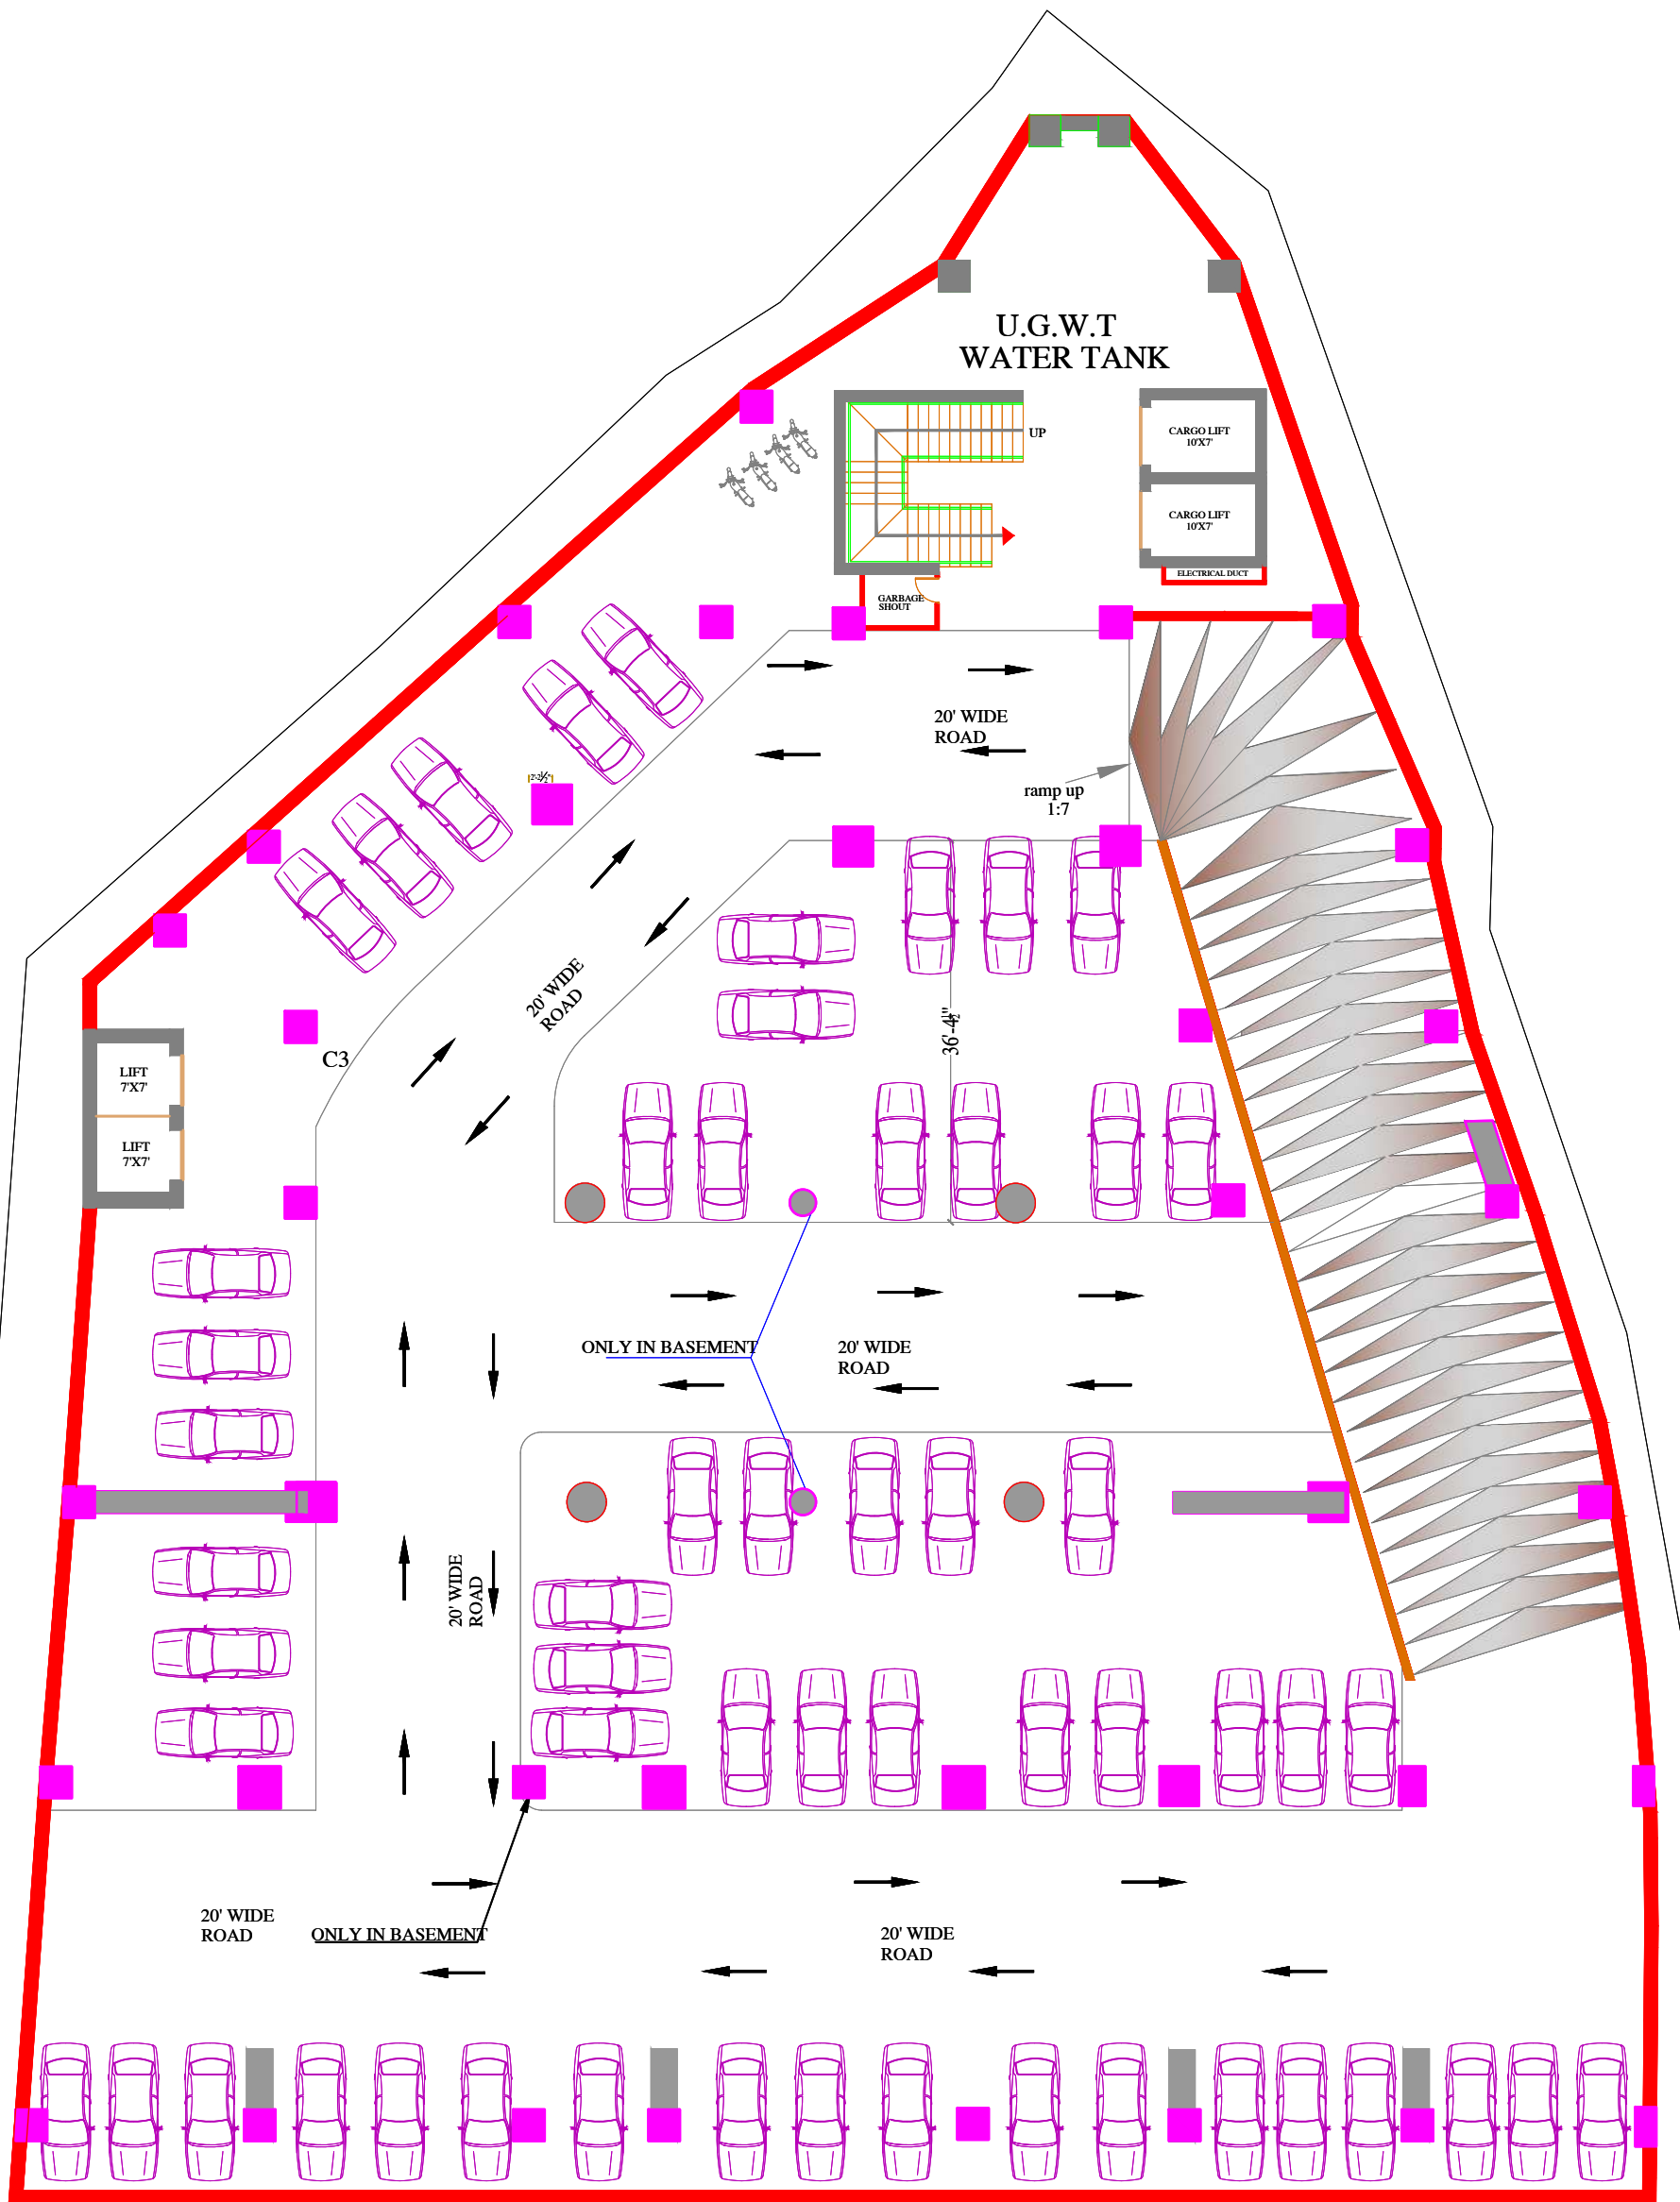 U.G.W.T
WATER TANK
UP
CARGO LIFT
10'X7'
CARGO LIFT
10'X7'
ELECTRICAL DUCT
GARBAGE
SHOUT
20' WIDE
ROAD
ramp up
1:7
20' WIDE
ROAD
36'-4½"
C3
LIFT
7'X7'
LIFT
7'X7'
ONLY IN BASEMENT
20' WIDE
ROAD
20' WIDE
ROAD
20' WIDE
ROAD
ONLY IN BASEMENT
20' WIDE
ROAD